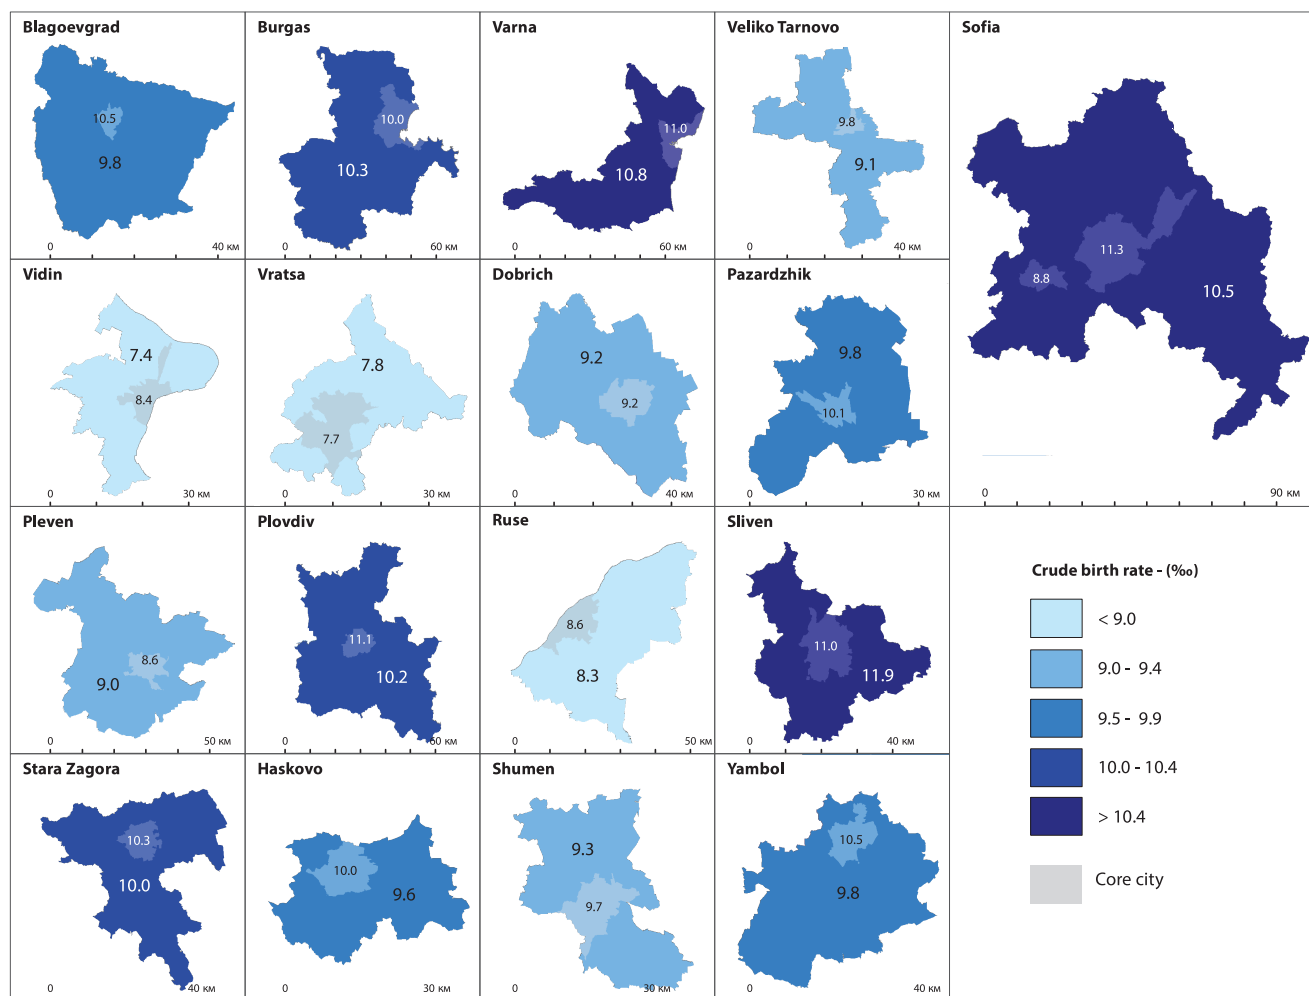 Blagoevgrad
10.5
9.8
0 40 км
Burgas
10.0
10.3
0 60 км
Varna
11.0
10.8
0 60 км
Veliko Tarnovo
9.8
9.1
0 40 км
Sofia
11.3
8.8
10.5
0 90 км
Vidin
7.4
8.4
0 30 км
Vratsa
7.8
7.7
0 30 км
Dobrich
9.2
9.2
0 40 км
Pazardzhik
9.8
10.1
0 30 км
Pleven
8.6
9.0
0 50 км
Plovdiv
11.1
10.2
0 60 км
Ruse
8.6
8.3
0 50 км
Sliven
11.0
11.9
0 40 км
Stara Zagora
10.3
10.0
0 40 км
Haskovo
10.0
9.6
0 30 км
Shumen
9.3
9.7
0 30 км
Yambol
10.5
9.8
0 40 км
Crude birth rate - (‰)
< 9.0
9.0 - 9.4
9.5 - 9.9
10.0 - 10.4
> 10.4
Core city